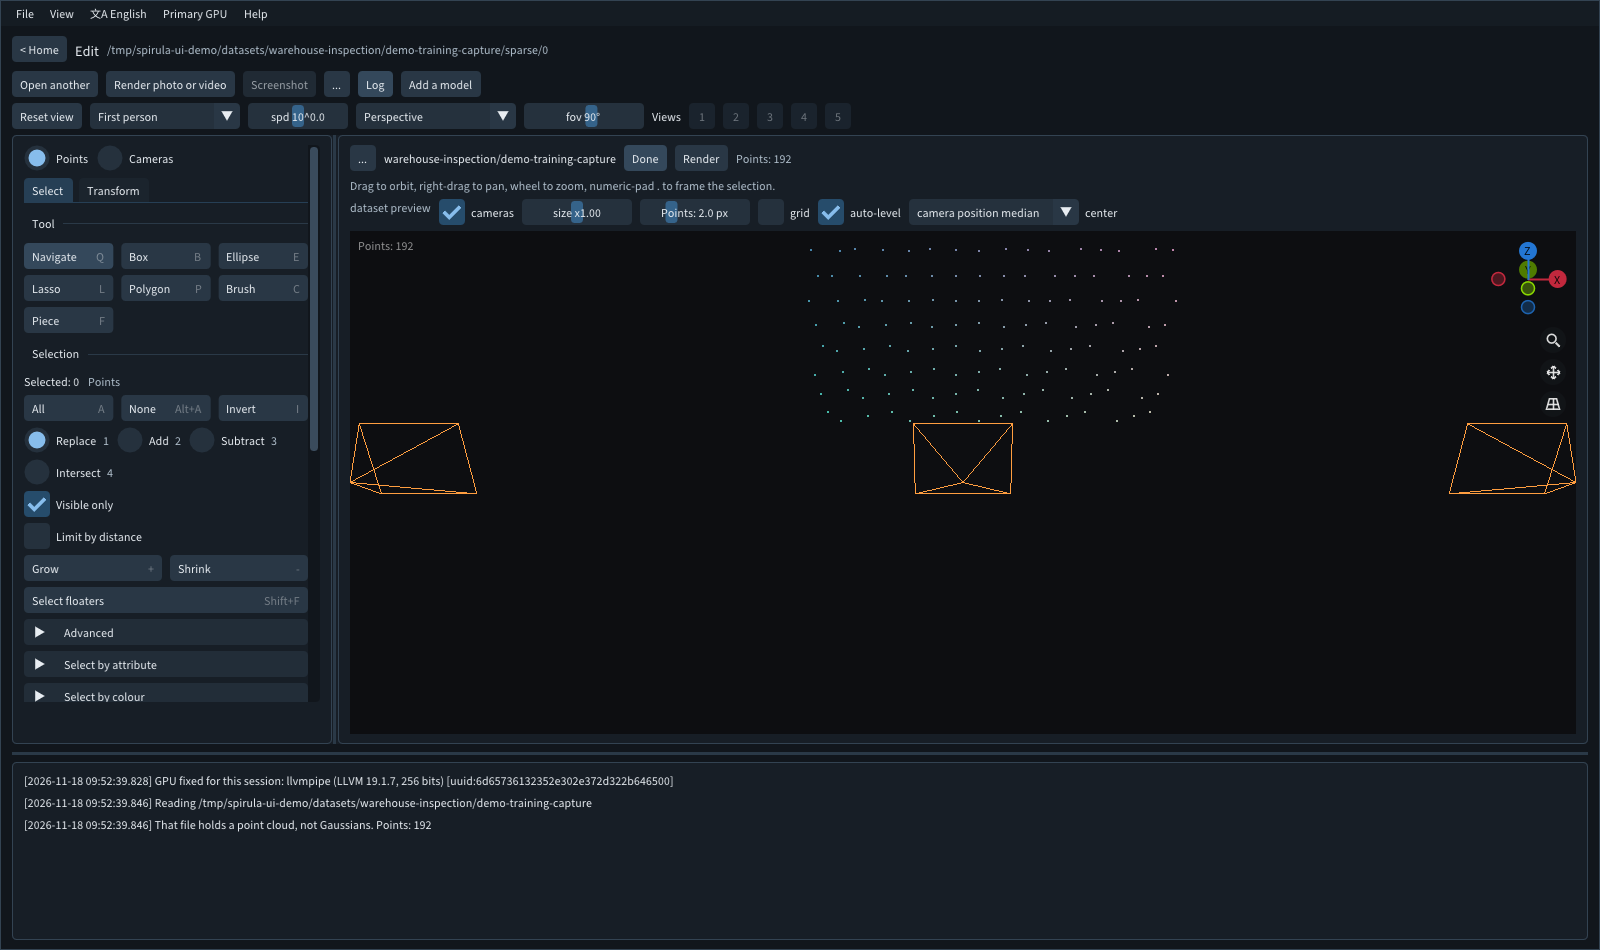 File View 文A English Primary GPU Help
< Home Edit /tmp/spirula-ui-demo/datasets/warehouse-inspection/demo-training-capture/sparse/0
Open another Render photo or video Screenshot ... Log Add a model
Reset view First person spd 10^0.0 Perspective fov 90° Views 1 2 3 4 5
Points Cameras
Select Transform
Tool
Navigate Q Box B Ellipse E
Lasso L Polygon P Brush C
Piece F
Selection
Selected: 0 Points
All A None Alt+A Invert I
Replace 1 Add 2 Subtract 3
Intersect 4
Visible only
Limit by distance
Grow + Shrink -
Select floaters Shift+F
Advanced
Select by attribute
Select by colour
... warehouse-inspection/demo-training-capture Done Render Points: 192
Drag to orbit, right-drag to pan, wheel to zoom, numeric-pad . to frame the selection.
dataset preview cameras size x1.00 Points: 2.0 px grid auto-level camera position median center
Points: 192
Z
Y
X
[2026-11-18 09:52:39.828] GPU fixed for this session: llvmpipe (LLVM 19.1.7, 256 bits) [uuid:6d65736132352e302e372d322b646500]
[2026-11-18 09:52:39.846] Reading /tmp/spirula-ui-demo/datasets/warehouse-inspection/demo-training-capture
[2026-11-18 09:52:39.846] That file holds a point cloud, not Gaussians. Points: 192